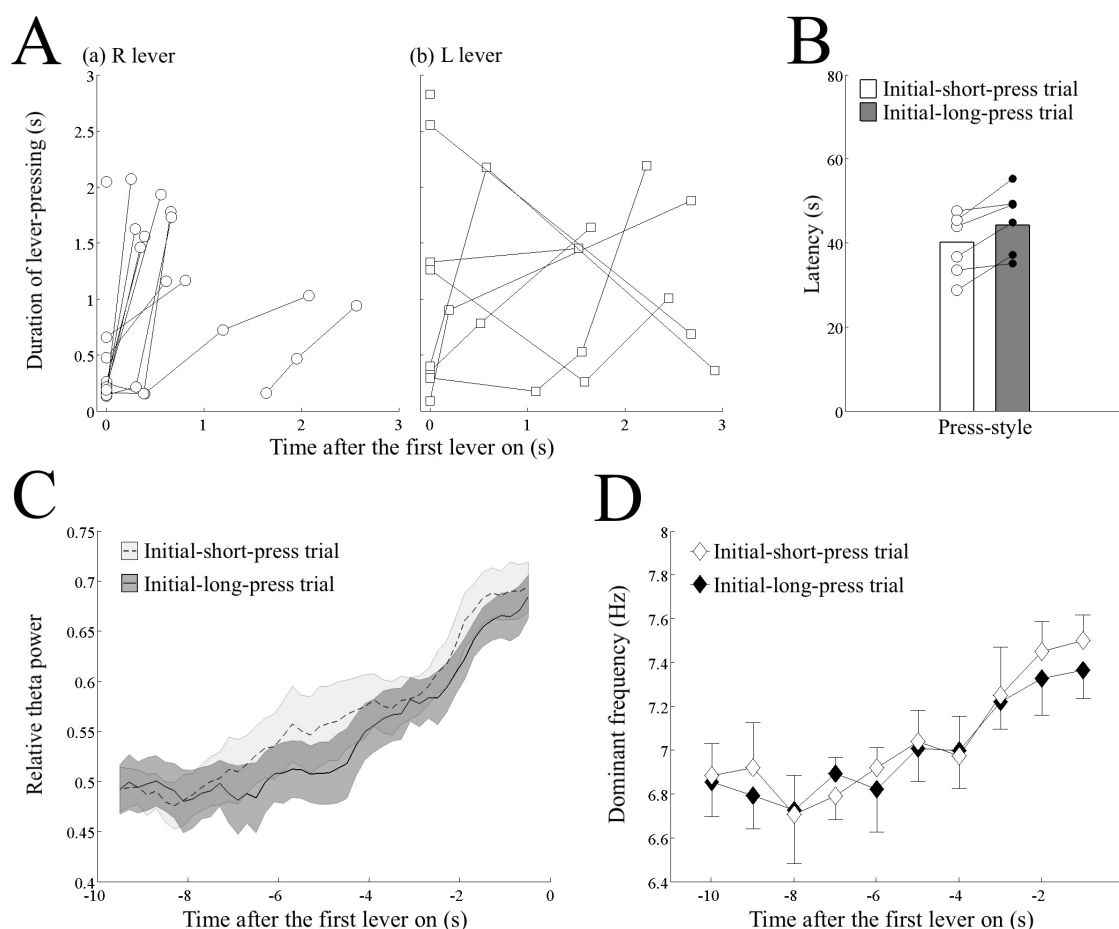 A
(a) R lever
(b) L lever
Duration of lever-pressing (s)
3
2.5
2
1.5
1
0.5
0
0
1
2
3
0
1
2
3
Time after the first lever on (s)
B
Initial-short-press trial
Initial-long-press trial
Latency (s)
80
60
40
20
0
Press-style
C
Initial-short-press trial
Initial-long-press trial
Relative theta power
0.75
0.7
0.65
0.6
0.55
0.5
0.45
0.4
-10
-8
-6
-4
-2
0
Time after the first lever on (s)
D
Initial-short-press trial
Initial-long-press trial
Dominant frequency (Hz)
8
7.8
7.6
7.4
7.2
7
6.8
6.6
6.4
-10
-8
-6
-4
-2
Time after the first lever on (s)